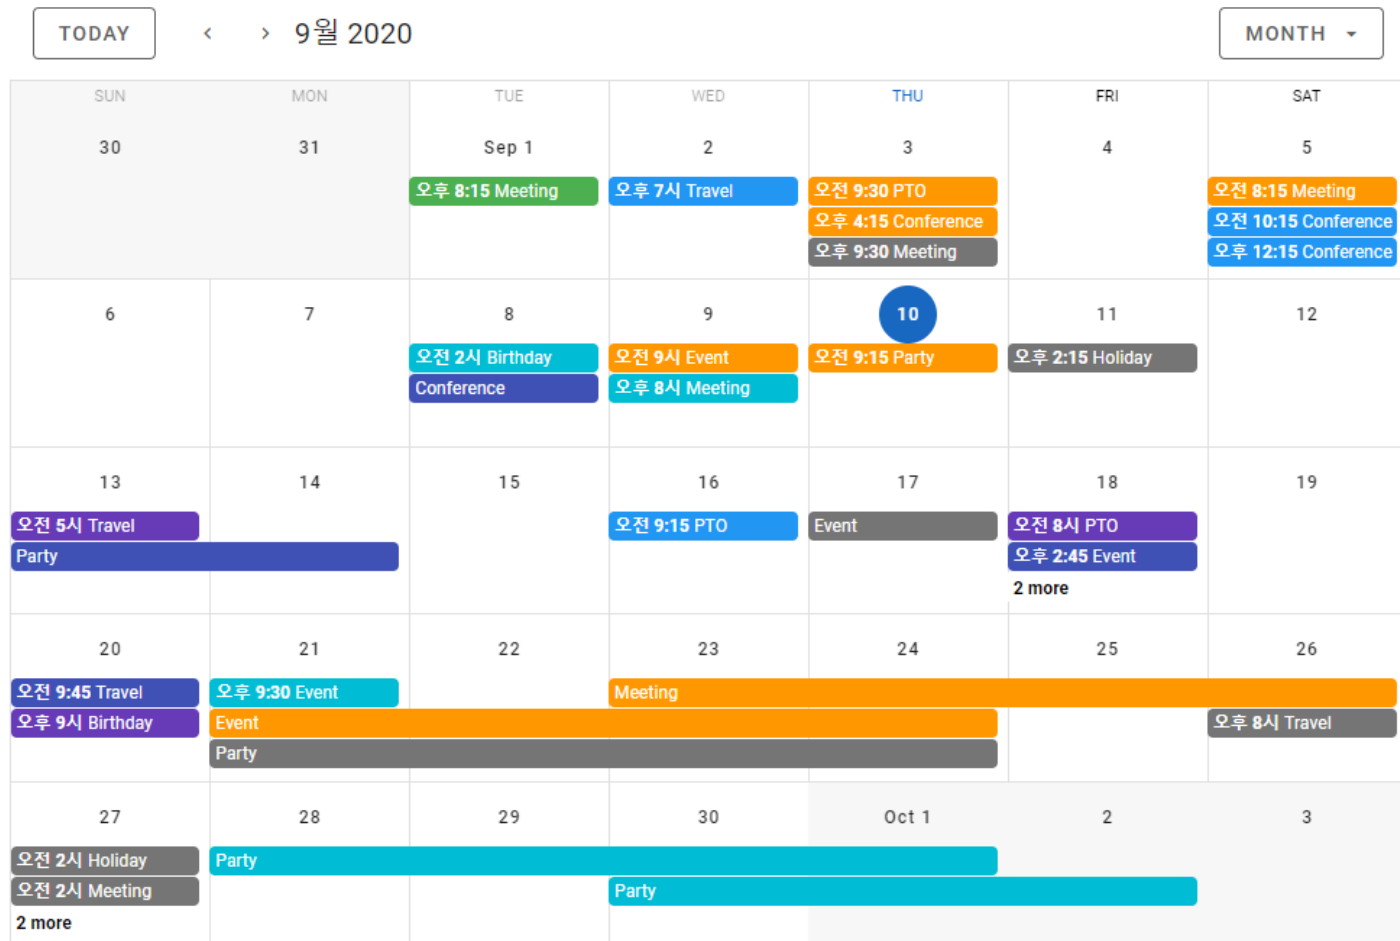 TODAY ‹ › 9월 2020 MONTH
SUN MON TUE WED THU FRI SAT
30 31 Sep 1 2 3 4 5
오후 8:15 Meeting 오후 7시 Travel 오전 9:30 PTO 오전 8:15 Meeting
오후 4:15 Conference 오전 10:15 Conference
오후 9:30 Meeting 오후 12:15 Conference
6 7 8 9 10 11 12
오전 2시 Birthday 오전 9시 Event 오전 9:15 Party 오후 2:15 Holiday
Conference 오후 8시 Meeting
13 14 15 16 17 18 19
오전 5시 Travel 오전 9:15 PTO Event 오전 8시 PTO
Party 오후 2:45 Event
2 more
20 21 22 23 24 25 26
오전 9:45 Travel 오후 9:30 Event Meeting
오후 9시 Birthday Event 오후 8시 Travel
Party
27 28 29 30 Oct 1 2 3
오전 2시 Holiday Party
오전 2시 Meeting Party
2 more